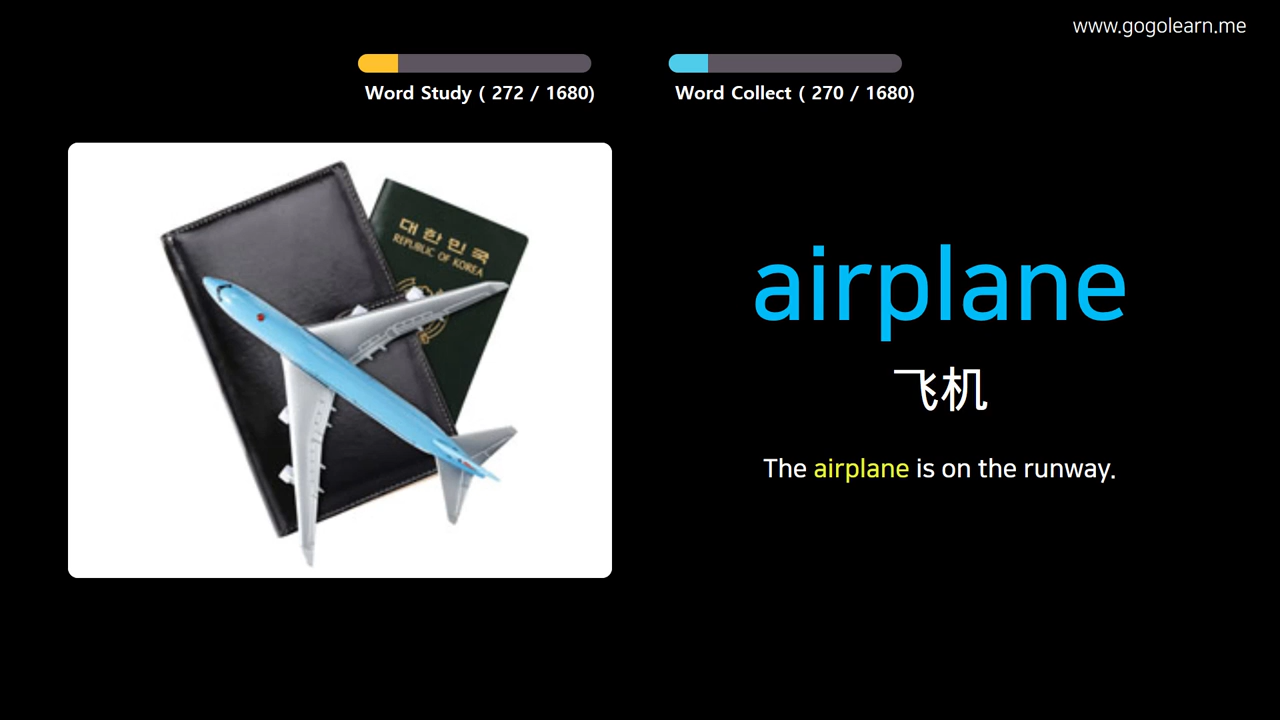 www.gogolearn.me
Word Study ( 272 / 1680)
Word Collect ( 270 / 1680)
대한민국
REPUBLIC OF KOREA
airplane
飞机
The airplane is on the runway.